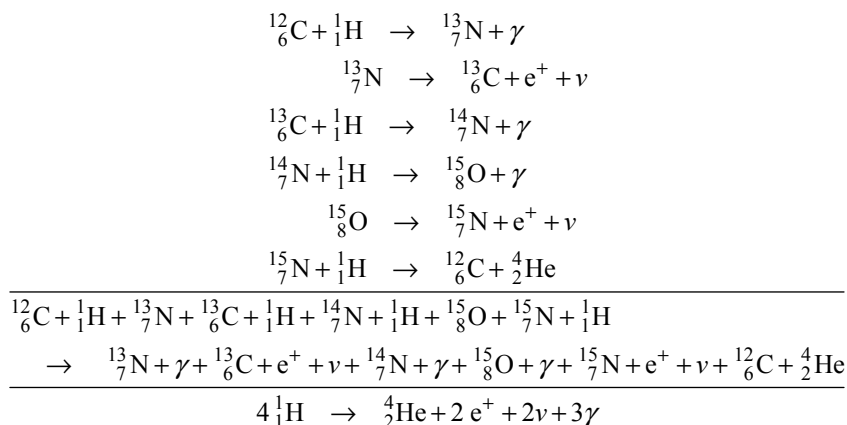 ¹²₆C + ¹₁H → ¹³₇N + γ
¹³₇N → ¹³₆C + e⁺ + ν
¹³₆C + ¹₁H → ¹⁴₇N + γ
¹⁴₇N + ¹₁H → ¹⁵₈O + γ
¹⁵₈O → ¹⁵₇N + e⁺ + ν
¹⁵₇N + ¹₁H → ¹²₆C + ⁴₂He
¹²₆C + ¹₁H + ¹³₇N + ¹³₆C + ¹₁H + ¹⁴₇N + ¹₁H + ¹⁵₈O + ¹⁵₇N + ¹₁H
→ ¹³₇N + γ + ¹³₆C + e⁺ + ν + ¹⁴₇N + γ + ¹⁵₈O + γ + ¹⁵₇N + e⁺ + ν + ¹²₆C + ⁴₂He
4 ¹₁H → ⁴₂He + 2 e⁺ + 2ν + 3γ